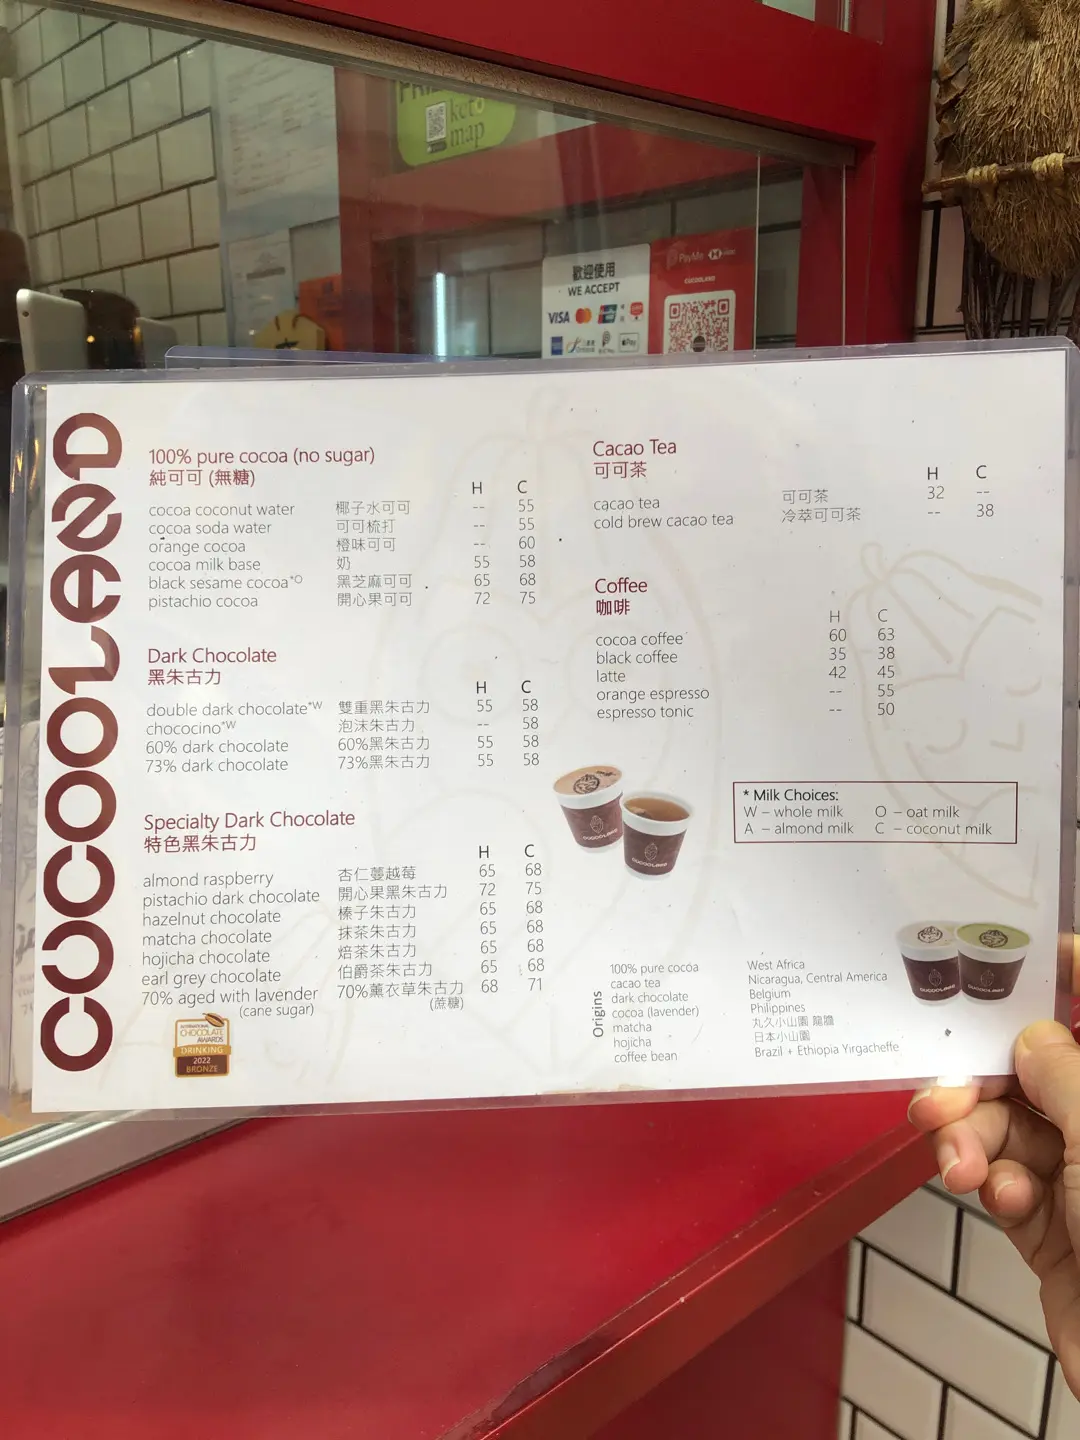 keto
map
歡迎使用
WE ACCEPT
VISA
PayMe
COCOLAND
COCOLAND
100% pure cocoa (no sugar)
純可可 (無糖)
H C
cocoa coconut water 椰子水可可 -- 55
cocoa soda water 可可梳打 -- 55
orange cocoa 橙味可可 -- 60
cocoa milk base 奶 55 58
black sesame cocoa*O 黑芝麻可可 65 68
pistachio cocoa 開心果可可 72 75
Dark Chocolate
黑朱古力
H C
double dark chocolate*W 雙重黑朱古力 55 58
chococino*W 泡沫朱古力 -- 58
60% dark chocolate 60%黑朱古力 55 58
73% dark chocolate 73%黑朱古力 55 58
Specialty Dark Chocolate
特色黑朱古力
H C
almond raspberry 杏仁蔓越莓 65 68
pistachio dark chocolate 開心果黑朱古力 72 75
hazelnut chocolate 榛子朱古力 65 68
matcha chocolate 抹茶朱古力 65 68
hojicha chocolate 焙茶朱古力 65 68
earl grey chocolate 伯爵茶朱古力 65 68
70% aged with lavender 70%薰衣草朱古力 68 71
(cane sugar) (蔗糖)
INTERNATIONAL
CHOCOLATE
AWARDS
DRINKING
2022
BRONZE
Cacao Tea
可可茶
H C
cacao tea 可可茶 32 --
cold brew cacao tea 冷萃可可茶 -- 38
Coffee
咖啡
H C
cocoa coffee 60 63
black coffee 35 38
latte 42 45
orange espresso -- 55
espresso tonic -- 50
* Milk Choices:
W – whole milk O – oat milk
A – almond milk C – coconut milk
Origins
100% pure cocoa West Africa
cacao tea Nicaragua, Central America
dark chocolate Belgium
cocoa (lavender) Philippines
matcha 丸久小山園 龍膽
hojicha 日本小山園
coffee bean Brazil + Ethiopia Yirgacheffe